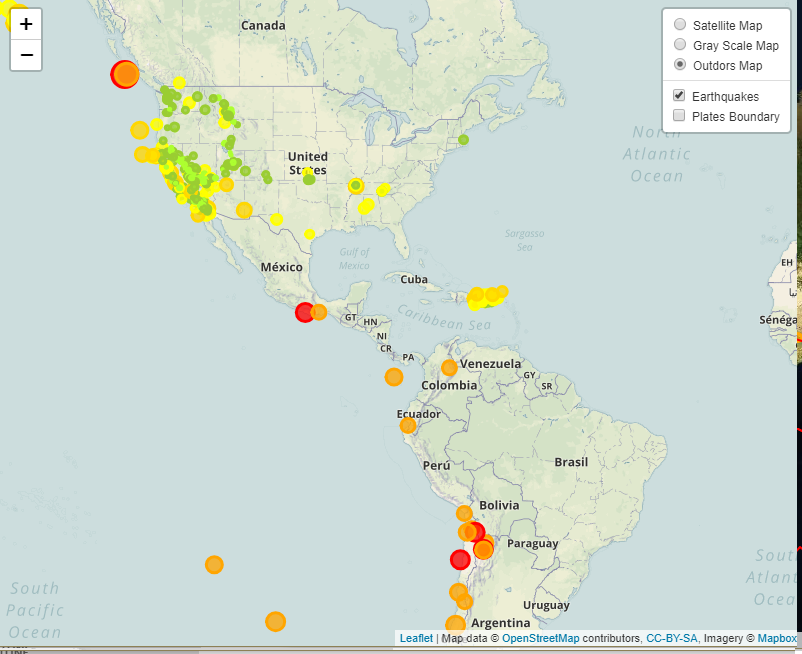 +
−
Canada
Satellite Map
Gray Scale Map
Outdors Map
Earthquakes
Plates Boundary
North
Atlantic
Ocean
United
States
Sargasso
Sea
Gulf of
Mexico
México
Cuba
EH
GT
HN
Caribbean Sea
Sénéga
NI
CR
PA
Venezuela
GY
SR
Colombia
Ecuador
Perú
Brasil
Bolivia
Paraguay
South
Pacific
Ocean
South
Atlan
Ocea
Uruguay
Argentina
Leaflet | Map data © OpenStreetMap contributors, CC-BY-SA, Imagery © Mapbox